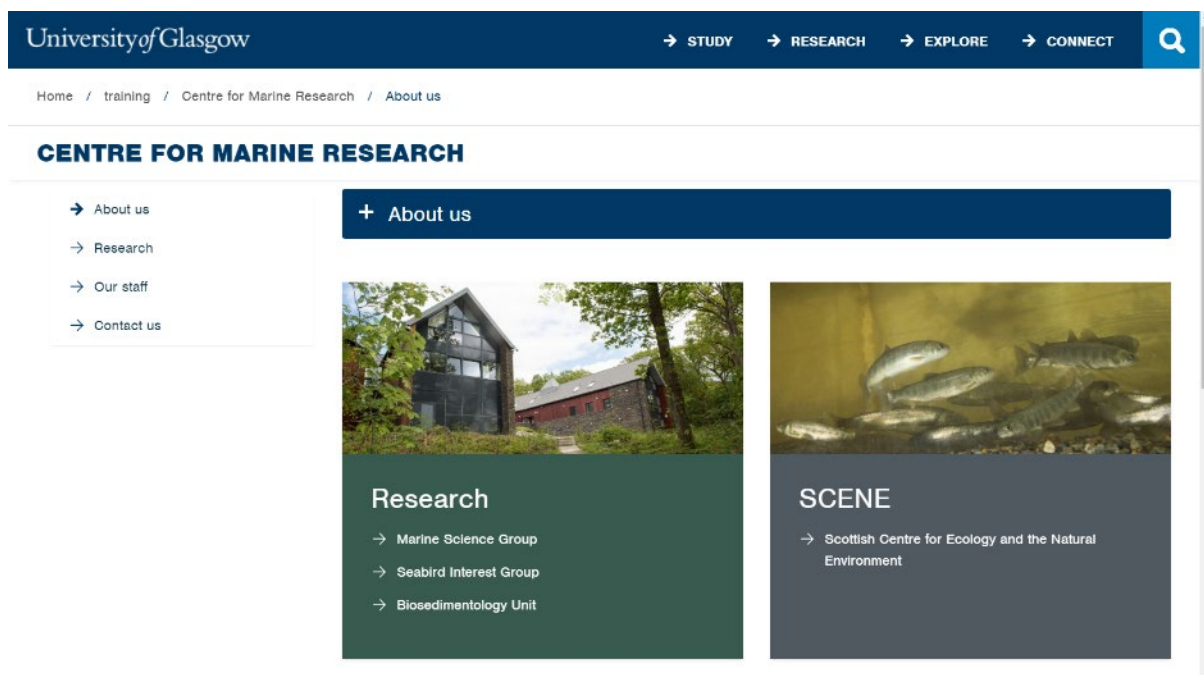 University of Glasgow
→ STUDY → RESEARCH → EXPLORE → CONNECT
Home / training / Centre for Marine Research / About us
CENTRE FOR MARINE RESEARCH
→ About us
→ Research
→ Our staff
→ Contact us
+ About us
Research
→ Marine Science Group
→ Seabird Interest Group
→ Biosedimentology Unit
SCENE
→ Scottish Centre for Ecology and the Natural
Environment